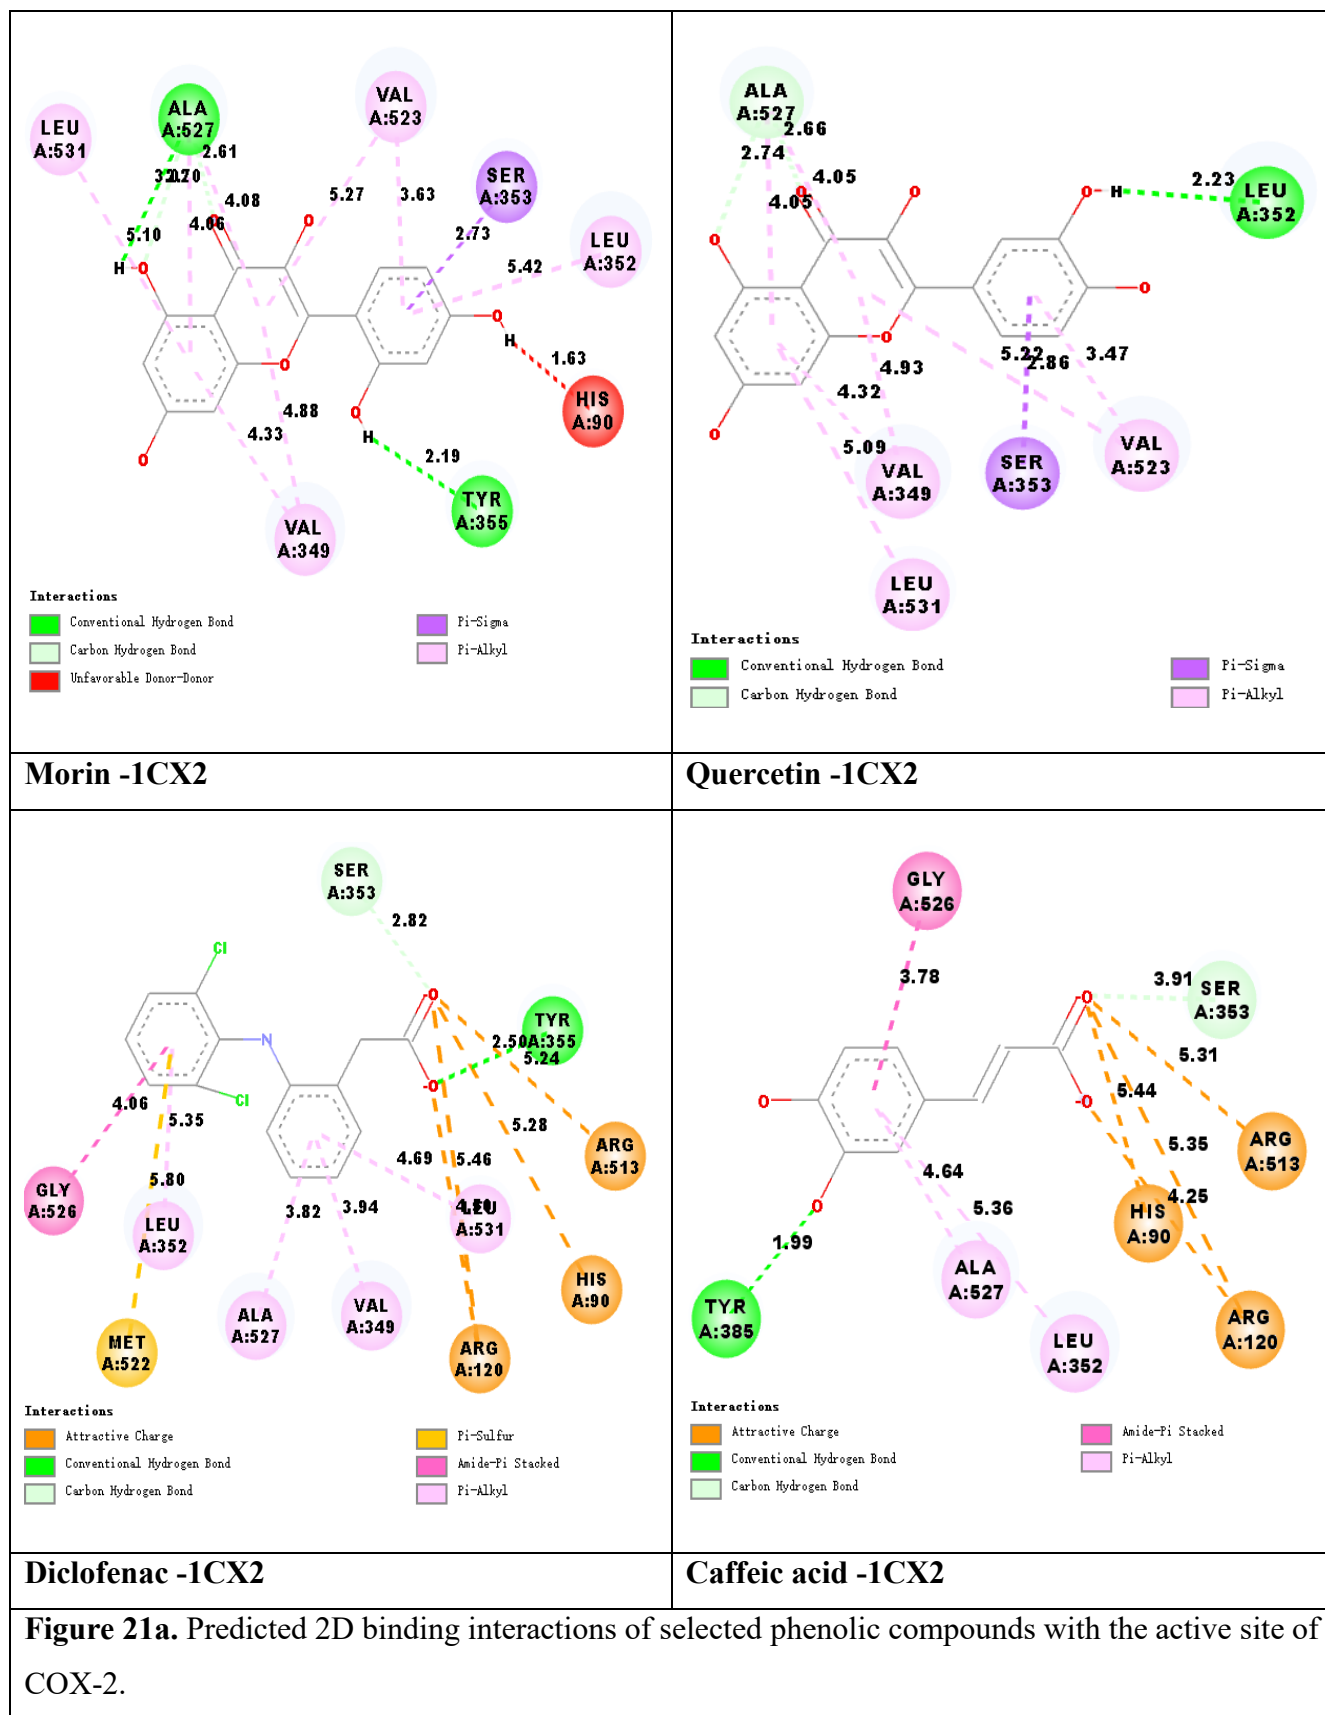 LEU
A:531
ALA
A:527
VAL
A:523
SER
A:353
LEU
A:352
HIS
A:90
TYR
A:355
VAL
A:349
2.61
4.08
4.06
5.10
5.27
3.63
2.73
5.42
1.63
2.19
4.88
4.33
H
O
O
O
O
O
H
O
H
O
Interactions
Conventional Hydrogen Bond
Carbon Hydrogen Bond
Unfavorable Donor-Donor
Pi-Sigma
Pi-Alkyl
Morin -1CX2
ALA
A:527
2.66
2.74
4.05
4.05
2.23
LEU
A:352
O
O
O
O
H
O
O
O
5.22
2.86
3.47
4.93
4.32
5.09
VAL
A:349
SER
A:353
VAL
A:523
LEU
A:531
Interactions
Conventional Hydrogen Bond
Carbon Hydrogen Bond
Pi-Sigma
Pi-Alkyl
Quercetin -1CX2
SER
A:353
2.82
Cl
Cl
N
-O
-O
TYR
A:355
2.50
5.24
4.06
5.35
5.28
ARG
A:513
4.69
5.46
5.80
3.82
3.94
GLY
A:526
LEU
A:352
LEU
A:531
HIS
A:90
ALA
A:527
VAL
A:349
MET
A:522
ARG
A:120
Interactions
Attractive Charge
Conventional Hydrogen Bond
Carbon Hydrogen Bond
Pi-Sulfur
Amide-Pi Stacked
Pi-Alkyl
Diclofenac -1CX2
GLY
A:526
3.78
3.91
SER
A:353
-O
-O
O
O
5.31
5.44
5.35
4.25
ARG
A:513
4.64
5.36
1.99
HIS
A:90
ALA
A:527
TYR
A:385
LEU
A:352
ARG
A:120
Interactions
Attractive Charge
Conventional Hydrogen Bond
Carbon Hydrogen Bond
Amide-Pi Stacked
Pi-Alkyl
Caffeic acid -1CX2
Figure 21a. Predicted 2D binding interactions of selected phenolic compounds with the active site of
COX-2.